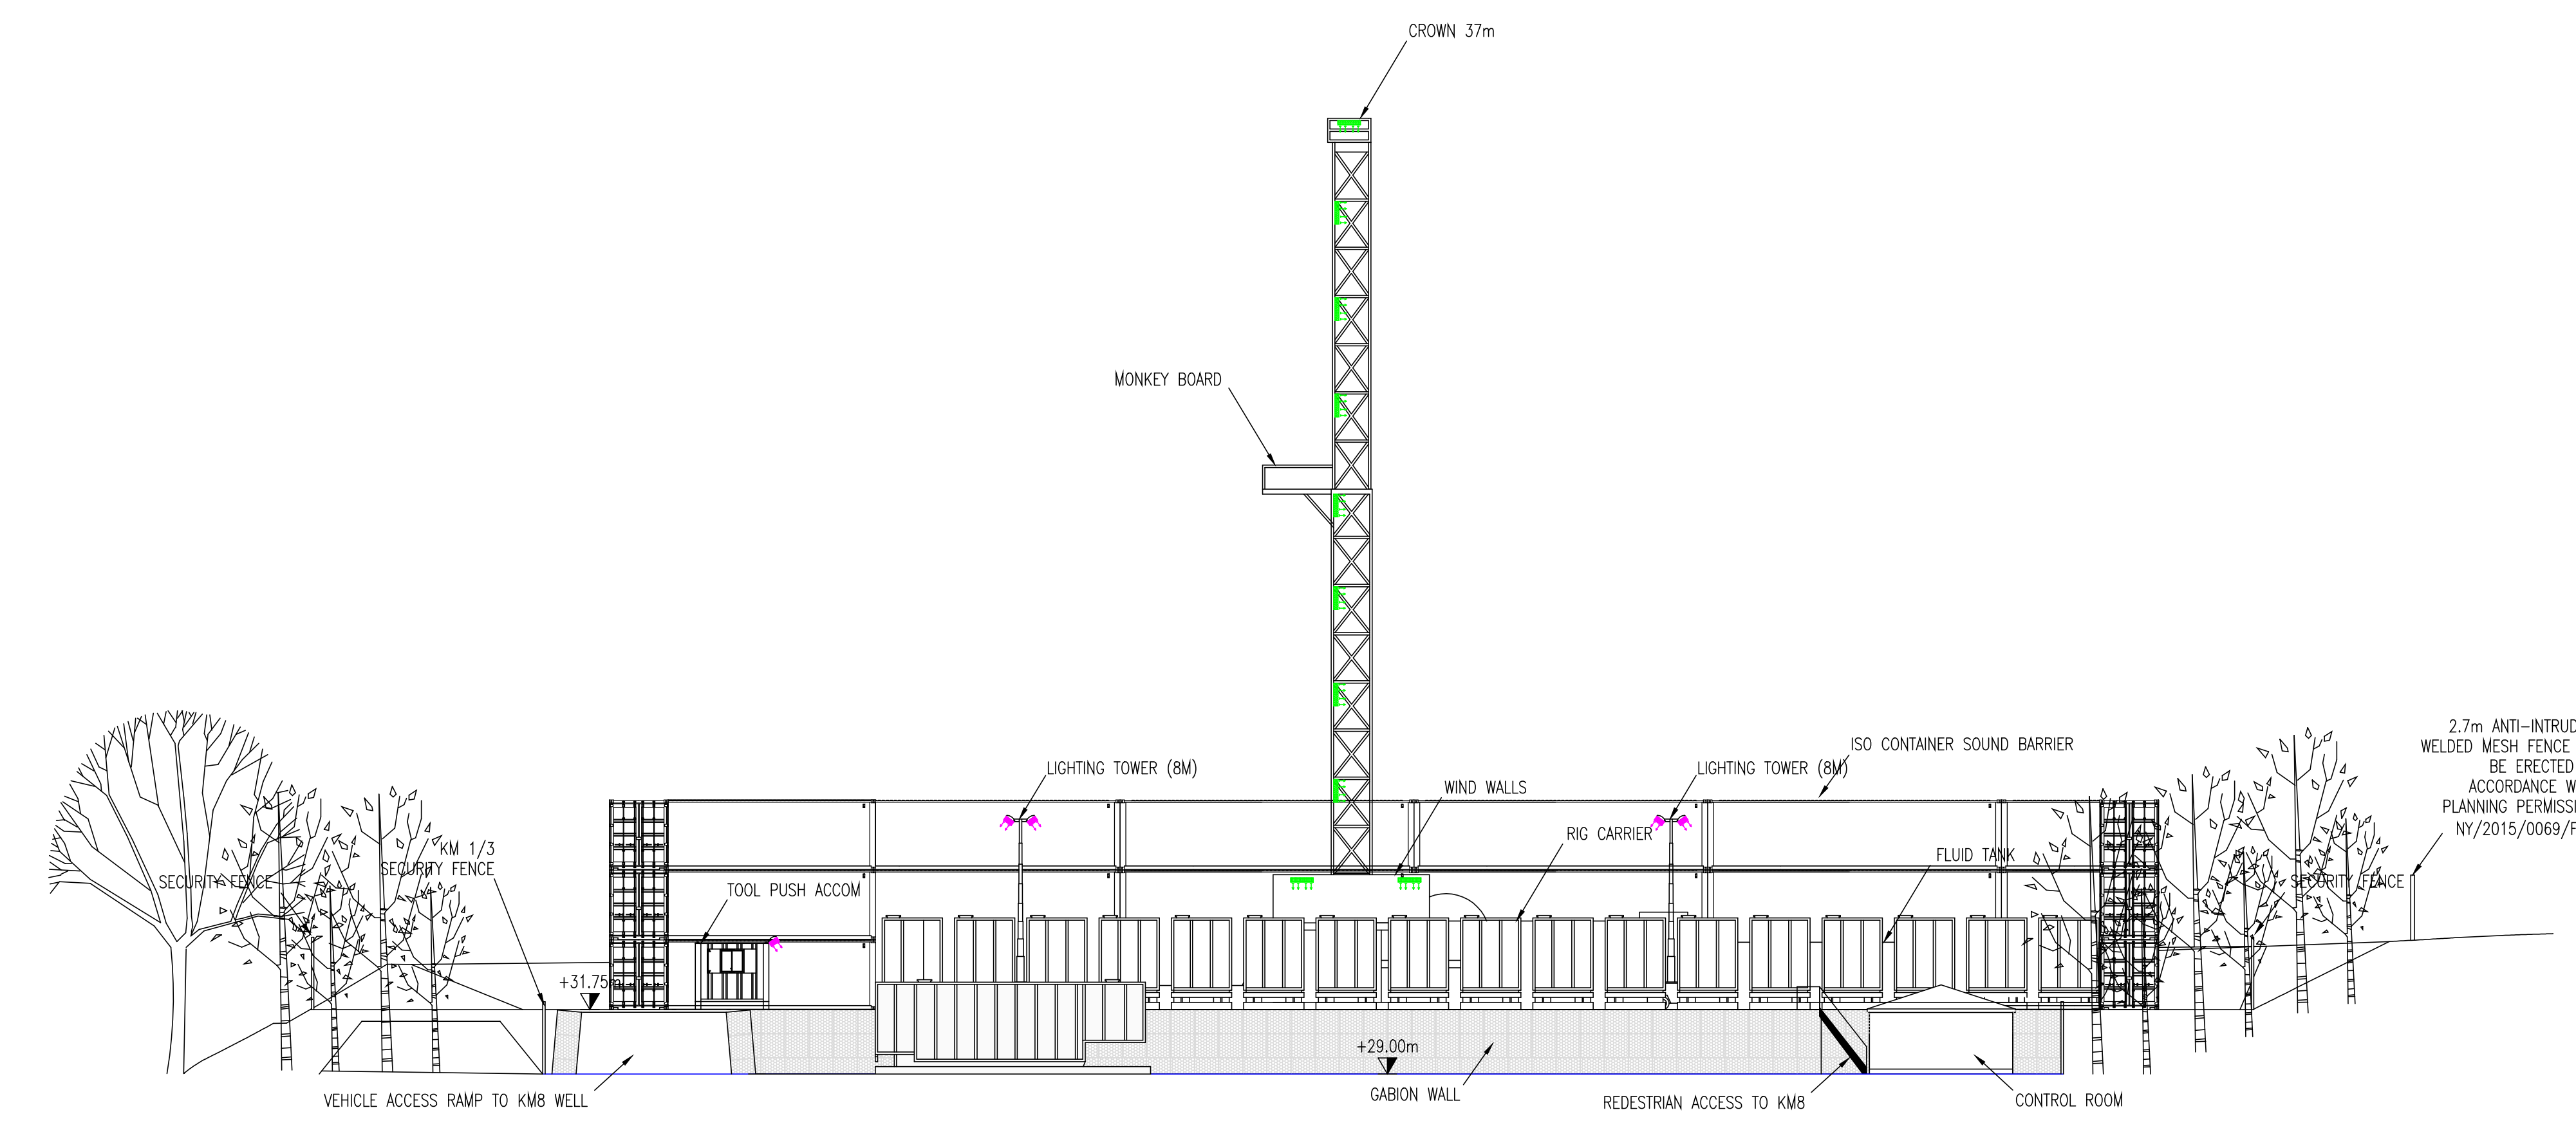 CROWN 37m
MONKEY BOARD
2.7m ANTI-INTRUD
WELDED MESH FENCE
BE ERECTED
ACCORDANCE W
PLANNING PERMISS
NY/2015/0069/F
ISO CONTAINER SOUND BARRIER
LIGHTING TOWER (8M)
LIGHTING TOWER (8M)
WIND WALLS
RIG CARRIER
KM 1/3
SECURITY FENCE
FLUID TANK
SECURITY FENCE
SECURITY FENCE
TOOL PUSH ACCOM
+31.75m
+29.00m
VEHICLE ACCESS RAMP TO KM8 WELL
GABION WALL
REDESTRIAN ACCESS TO KM8
CONTROL ROOM